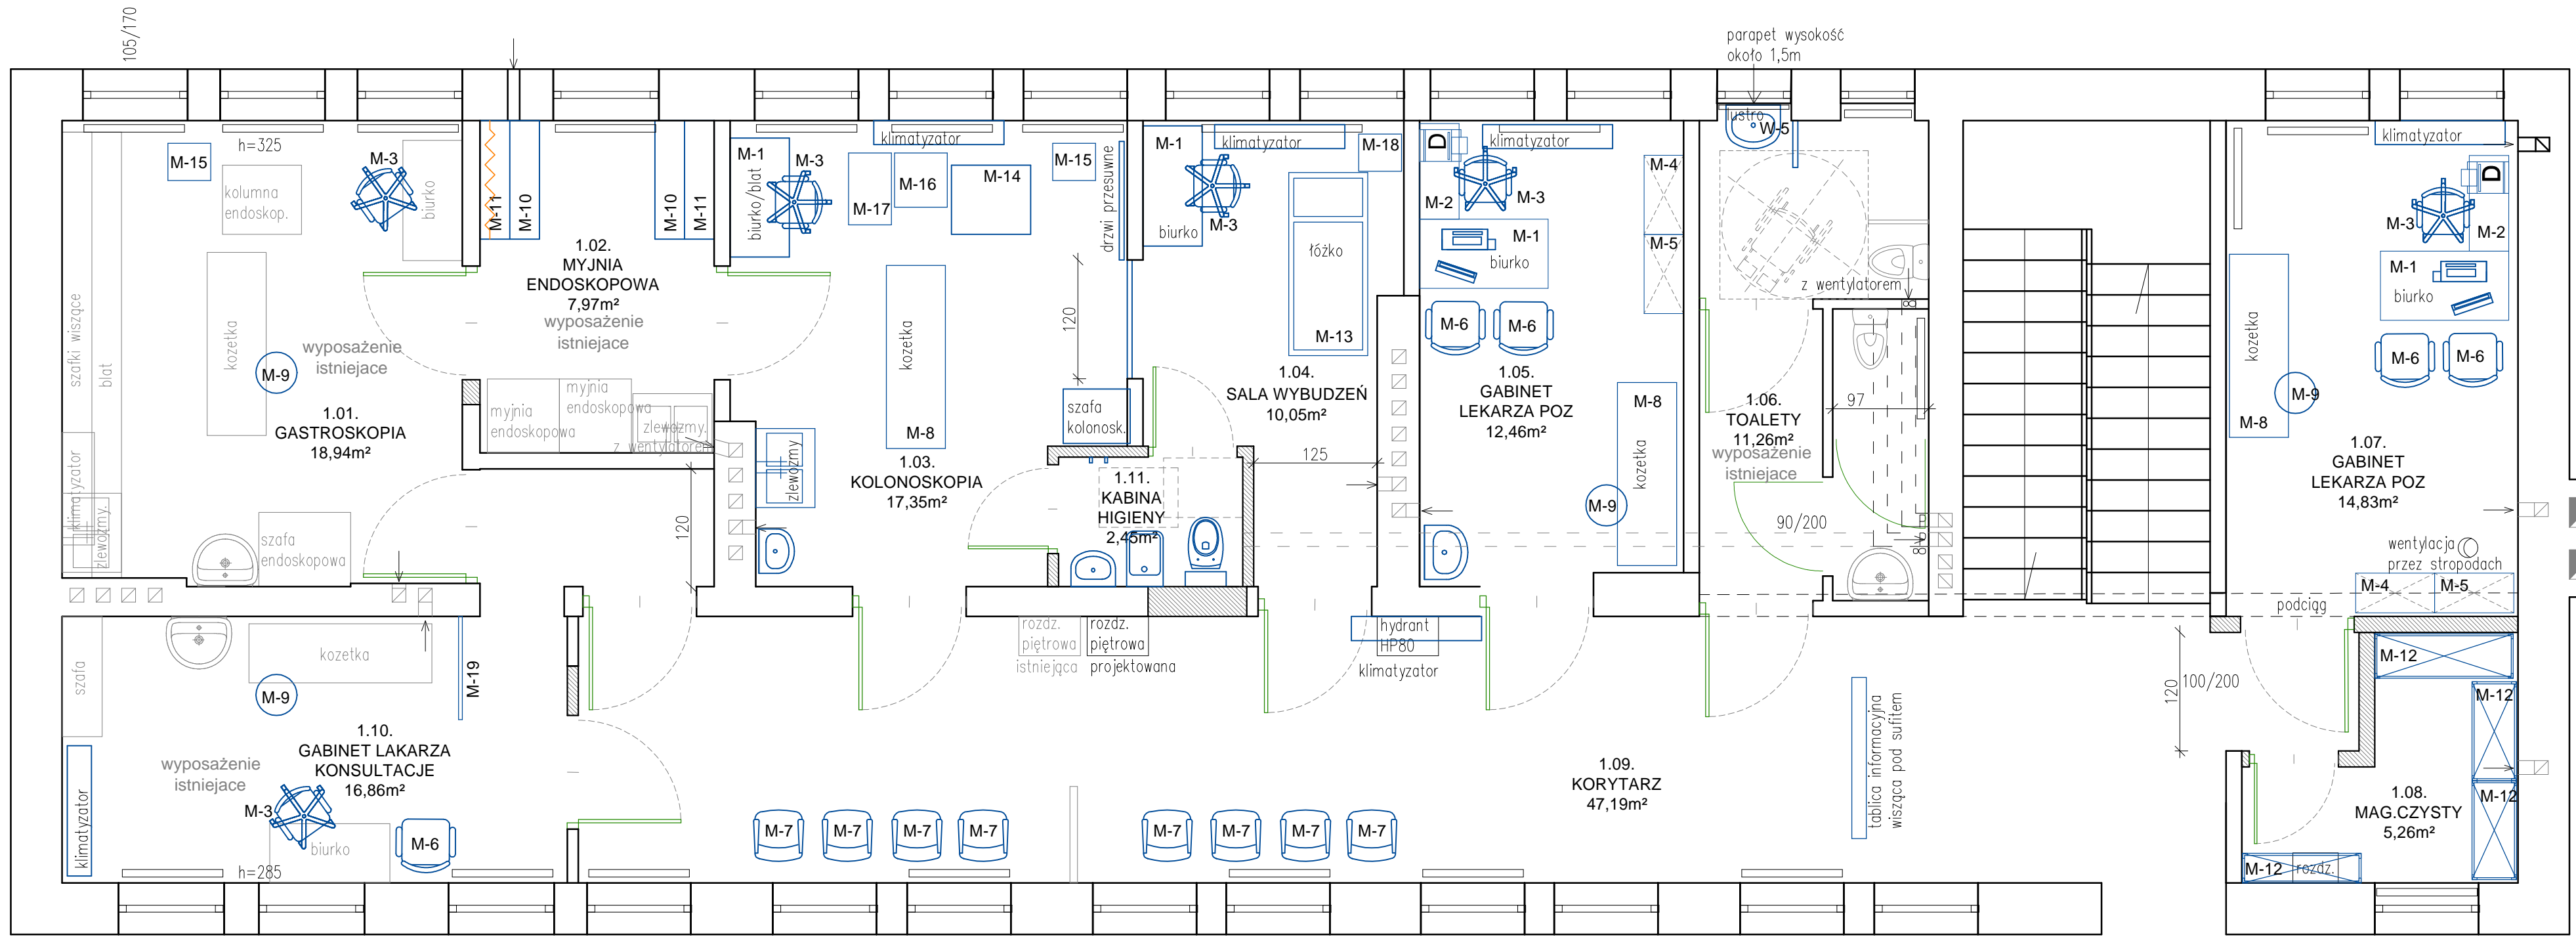 105/170
parapet wysokość
około 1,5m
h=325
M-15
kolumna
endoskop.
M-3
biurko
szafki wiszące
blat
kozetka
M-9
wyposażenie
istniejace
1.01.
GASTROSKOPIA
18,94m²
klimatyzator
zlewozmy.
szafa
endoskopowa
M-11
M-10
M-10
M-11
1.02.
MYJNIA
ENDOSKOPOWA
7,97m²
wyposażenie
istniejace
myjnia
endoskopowa
myjnia
endoskopowa
zlewozmy.
z wentylatorem
120
M-1
biurko/blat
M-3
klimatyzator
M-17
M-16
M-14
M-15
drzwi przesuwne
120
kozetka
M-8
szafa
kolonosk.
zlewozmy
1.03.
KOLONOSKOPIA
17,35m²
1.11.
KABINA
HIGIENY
2,45m²
M-1
klimatyzator
M-18
M-3
biurko
łóżko
M-13
1.04.
SALA WYBUDZEŃ
10,05m²
125
D
klimatyzator
M-2
M-3
M-1
biurko
M-4
M-5
M-6
M-6
1.05.
GABINET
LEKARZA POZ
12,46m²
M-8
kozetka
M-9
lustro
W-5
z wentylatorem
1.06.
TOALETY
11,26m²
wyposażenie
istniejace
97
90/200
klimatyzator
D
M-3
M-2
M-1
biurko
kozetka
M-6
M-6
M-9
M-8
1.07.
GABINET
LEKARZA POZ
14,83m²
wentylacja
przez stropodach
M-4
M-5
podciąg
100/200
120
M-12
M-12
M-12
1.08.
MAG.CZYSTY
5,26m²
M-12
rozdz.
szafa
kozetka
M-19
M-9
1.10.
GABINET LAKARZA
KONSULTACJE
16,86m²
wyposażenie
istniejace
M-3
M-6
biurko
klimatyzator
h=285
rozdz.
piętrowa
istniejąca
rozdz.
piętrowa
projektowana
hydrant
HP80
klimatyzator
M-7
M-7
M-7
M-7
M-7
M-7
M-7
M-7
1.09.
KORYTARZ
47,19m²
tablica informacyjna
wisząca pod sufitem